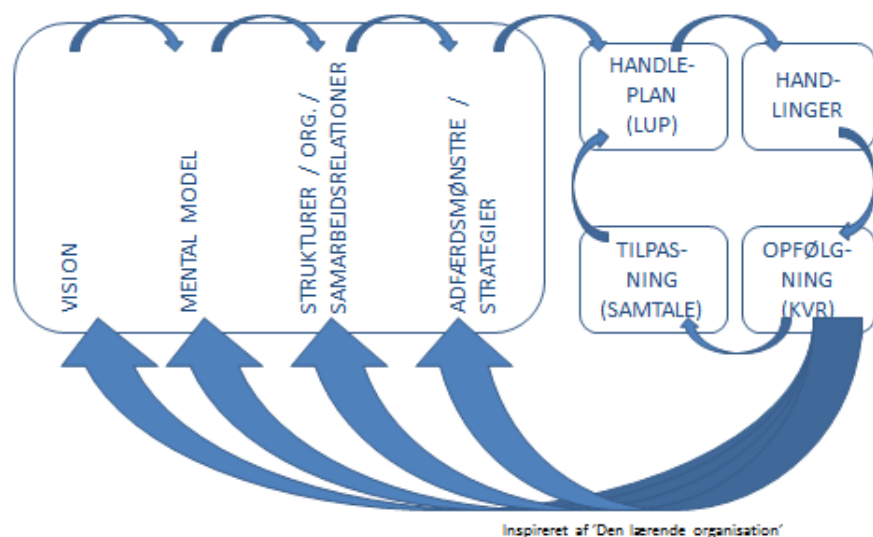 VISION
MENTAL MODEL
STRUKTURER / ORG. /
SAMARBEJDSRELATIONER
ADFÆRDSMØNSTRE /
STRATEGIER
HANDLE-
PLAN
(LUP)
HAND-
LINGER
TILPAS-
NING
(SAMTALE)
OPFØLG-
NING
(KVR)
Inspireret af 'Den lærende organisation'